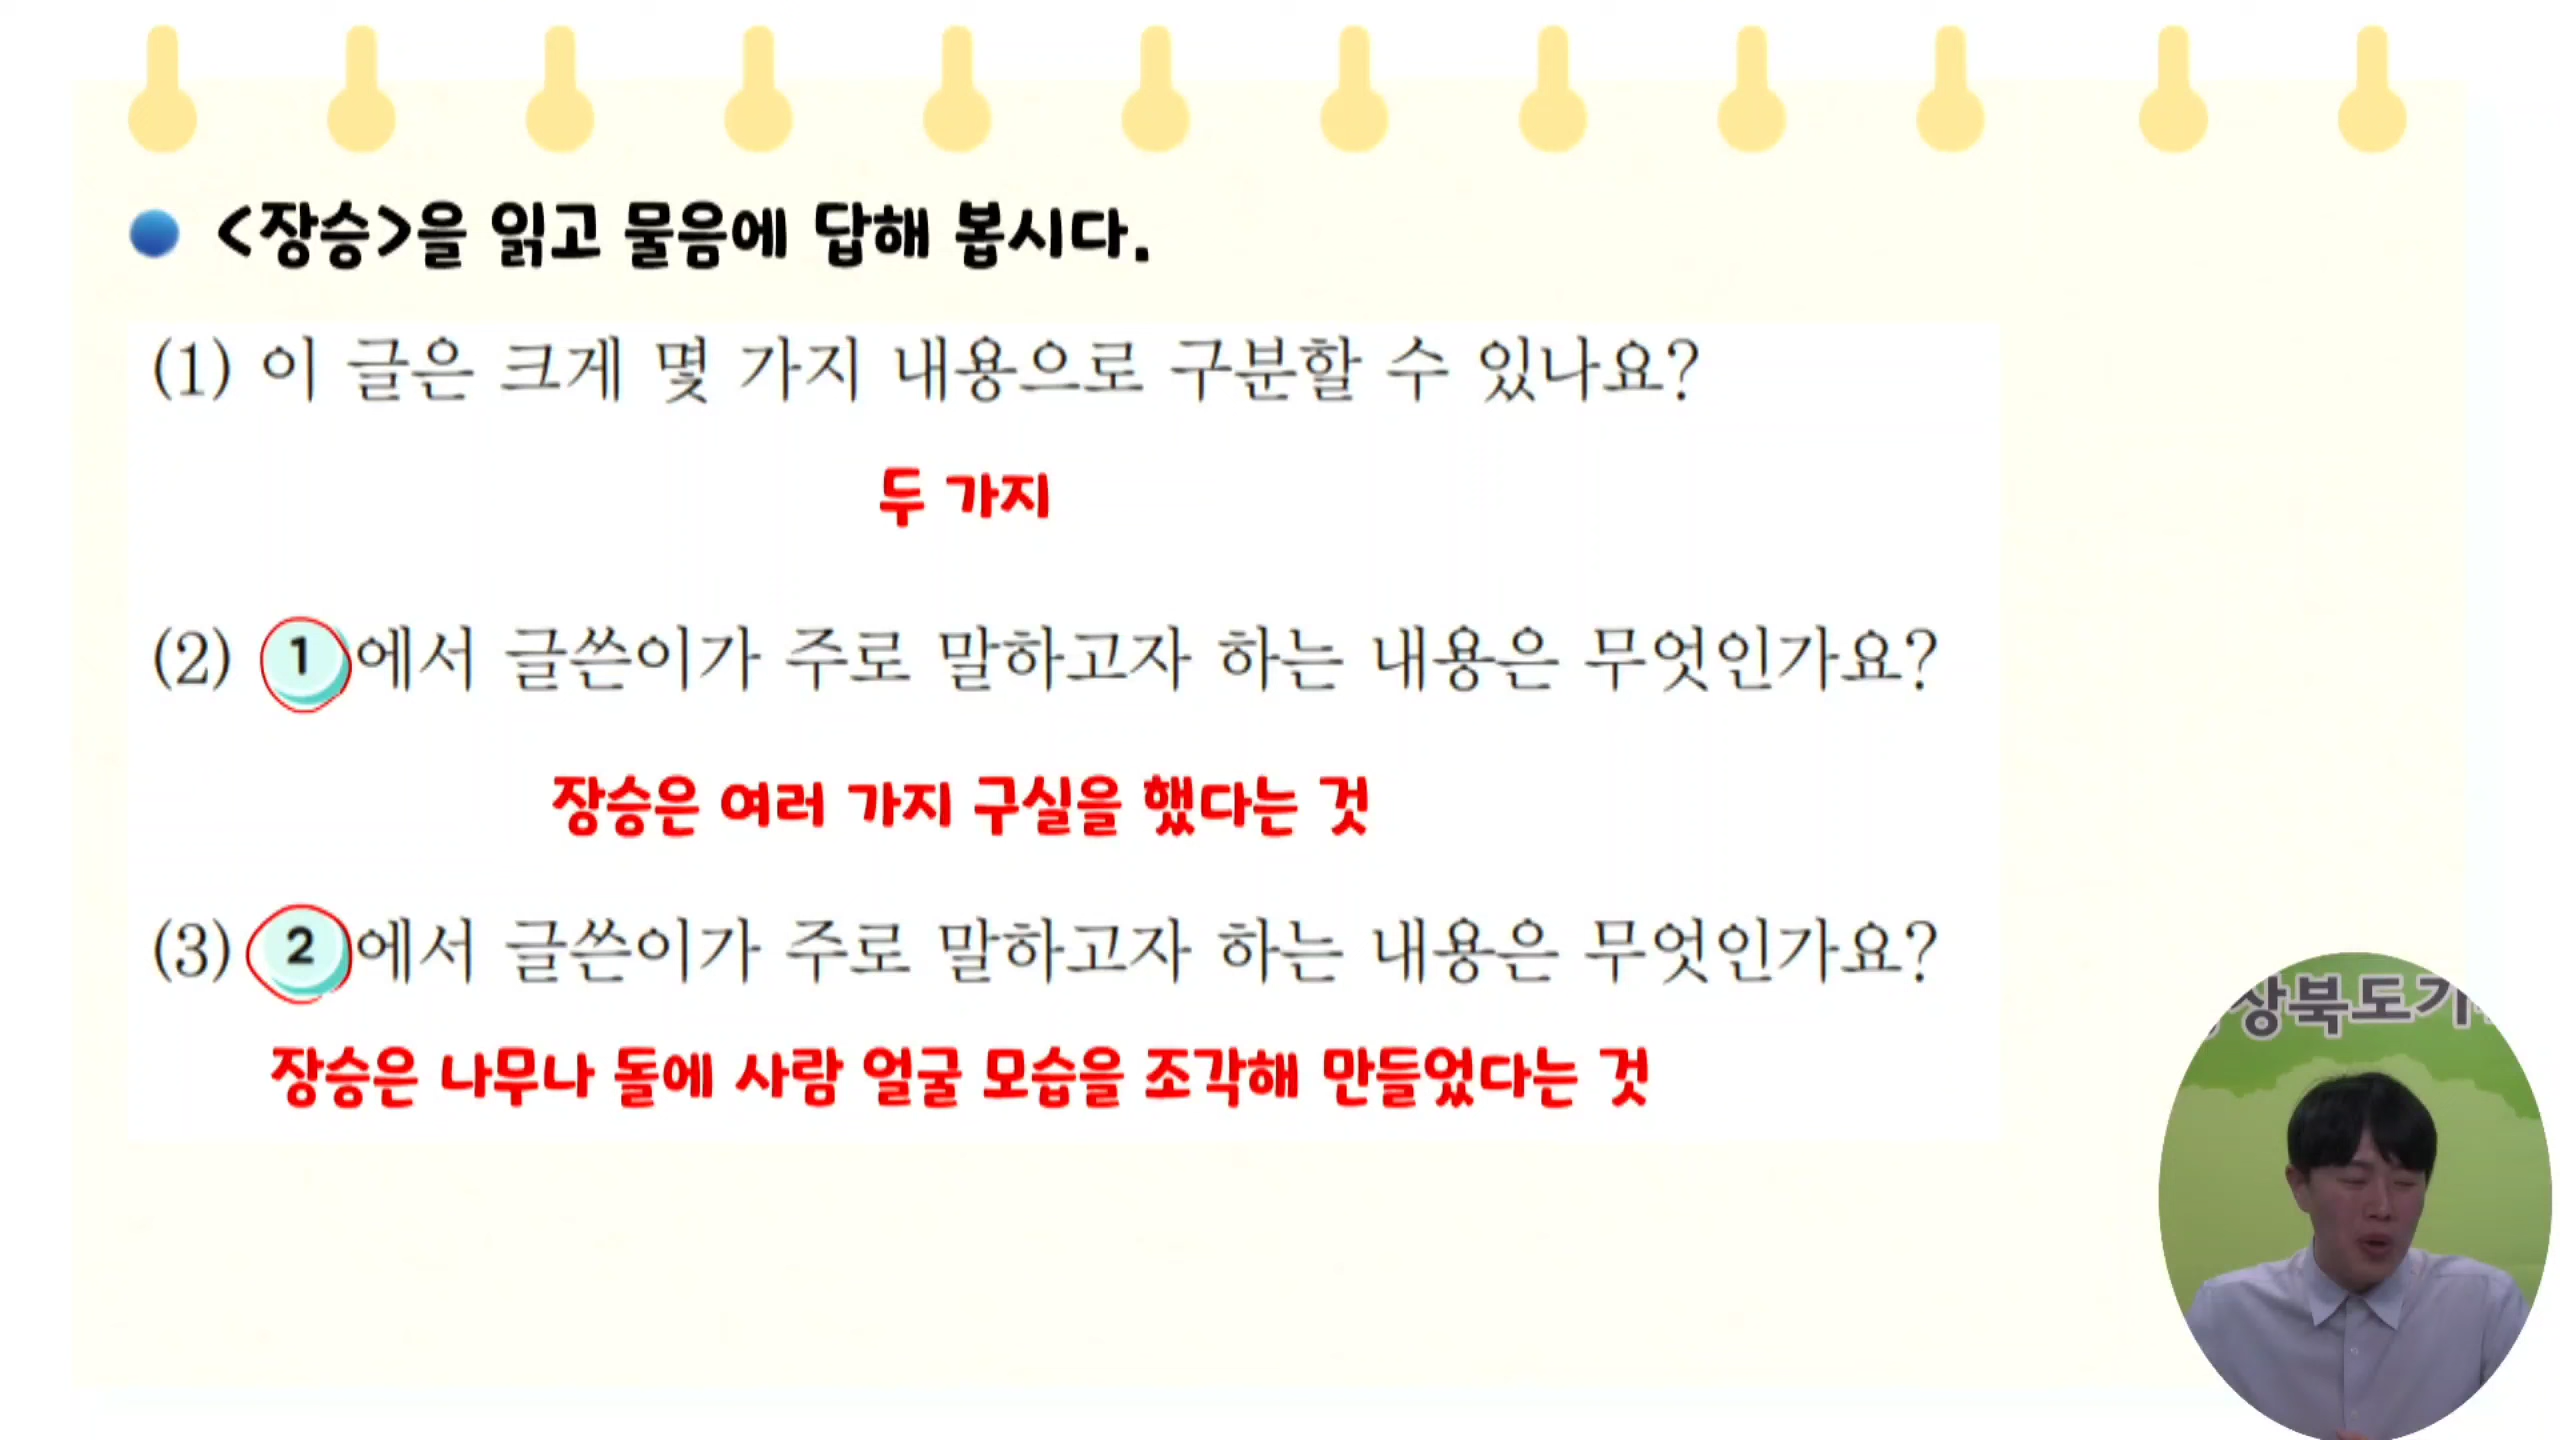 <장승>을 읽고 물음에 답해 봅시다.
(1) 이 글은 크게 몇 가지 내용으로 구분할 수 있나요?
두 가지
(2) 1 에서 글쓴이가 주로 말하고자 하는 내용은 무엇인가요?
장승은 여러 가지 구실을 했다는 것
(3) 2 에서 글쓴이가 주로 말하고자 하는 내용은 무엇인가요?
장승은 나무나 돌에 사람 얼굴 모습을 조각해 만들었다는 것
상북도